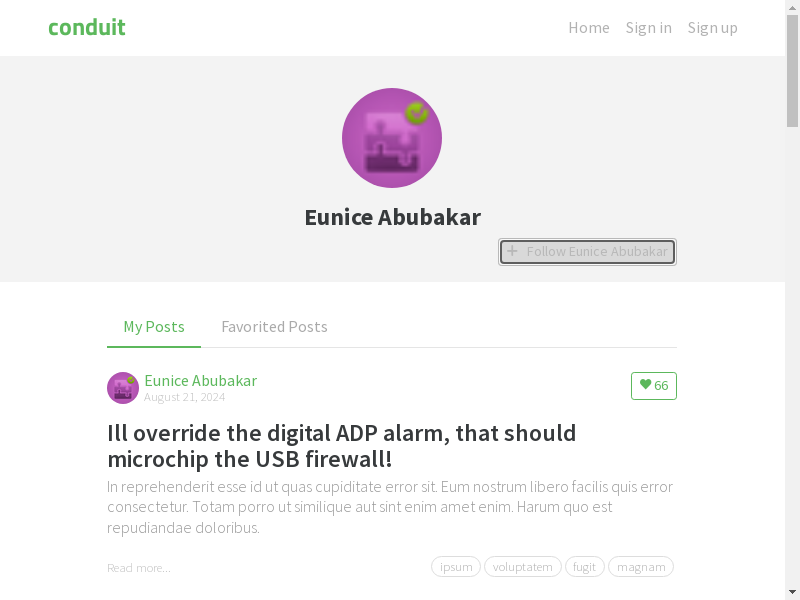 conduit
Home Sign in Sign up
Eunice Abubakar
+ Follow Eunice Abubakar
My Posts Favorited Posts
Eunice Abubakar
August 21, 2024
66
Ill override the digital ADP alarm, that should
microchip the USB firewall!
In reprehenderit esse id ut quas cupiditate error sit. Eum nostrum libero facilis quis error
consectetur. Totam porro ut similique aut sint enim amet enim. Harum quo est
repudiandae doloribus.
Read more...
ipsum voluptatem fugit magnam